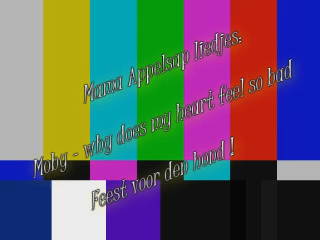 Mama Appelsap liedjes:
Moby - why does my heart feel so bad
Feest voor den hond !